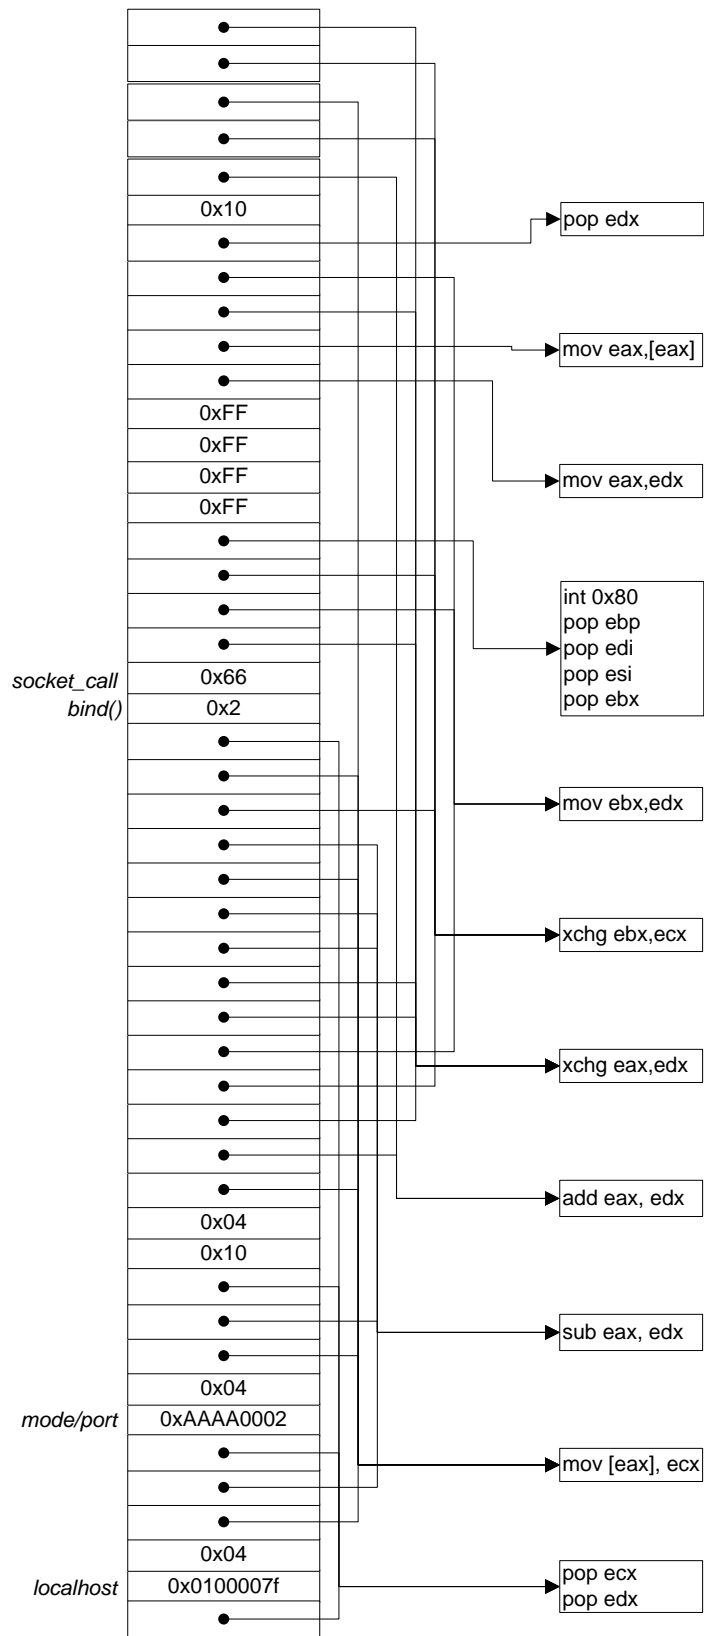 0x10
pop edx
mov eax,[eax]
0xFF
0xFF
0xFF
0xFF
mov eax,edx
int 0x80
pop ebp
pop edi
pop esi
pop ebx
socket_call
0x66
bind()
0x2
mov ebx,edx
xchg ebx,ecx
xchg eax,edx
add eax, edx
0x04
0x10
sub eax, edx
0x04
mode/port
0xAAAA0002
mov [eax], ecx
0x04
localhost
0x0100007f
pop ecx
pop edx